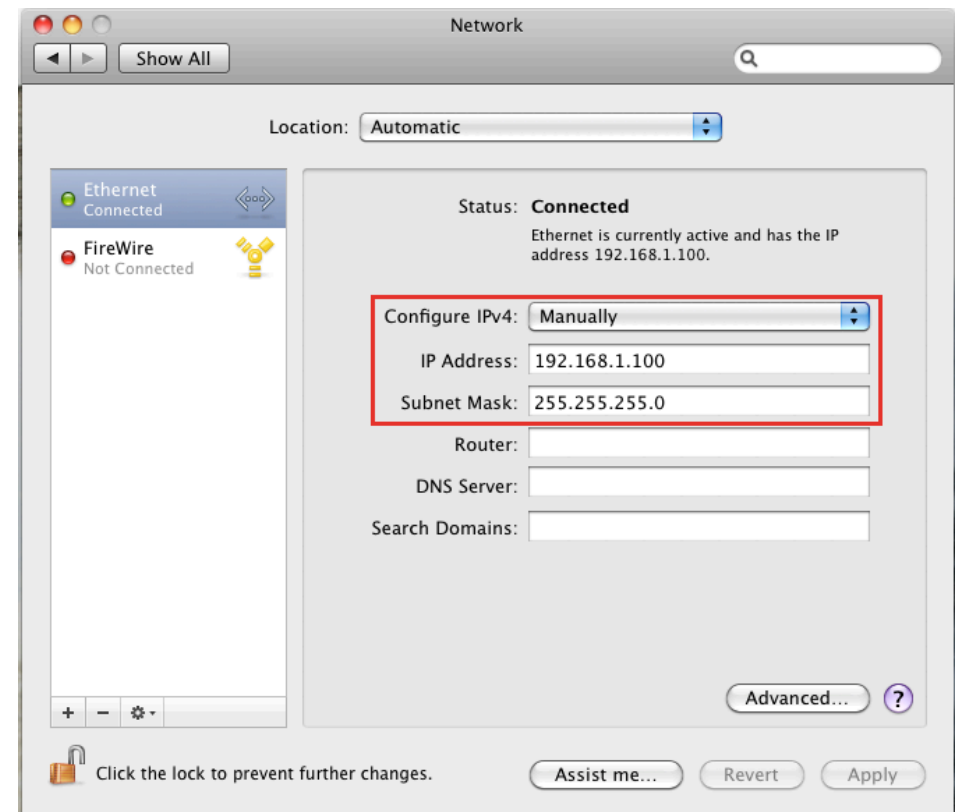 Network
Show All
Location: Automatic
Ethernet
Connected
FireWire
Not Connected
Status: Connected
Ethernet is currently active and has the IP
address 192.168.1.100.
Configure IPv4: Manually
IP Address: 192.168.1.100
Subnet Mask: 255.255.255.0
Router:
DNS Server:
Search Domains:
Advanced...
?
Click the lock to prevent further changes.
Assist me...
Revert
Apply